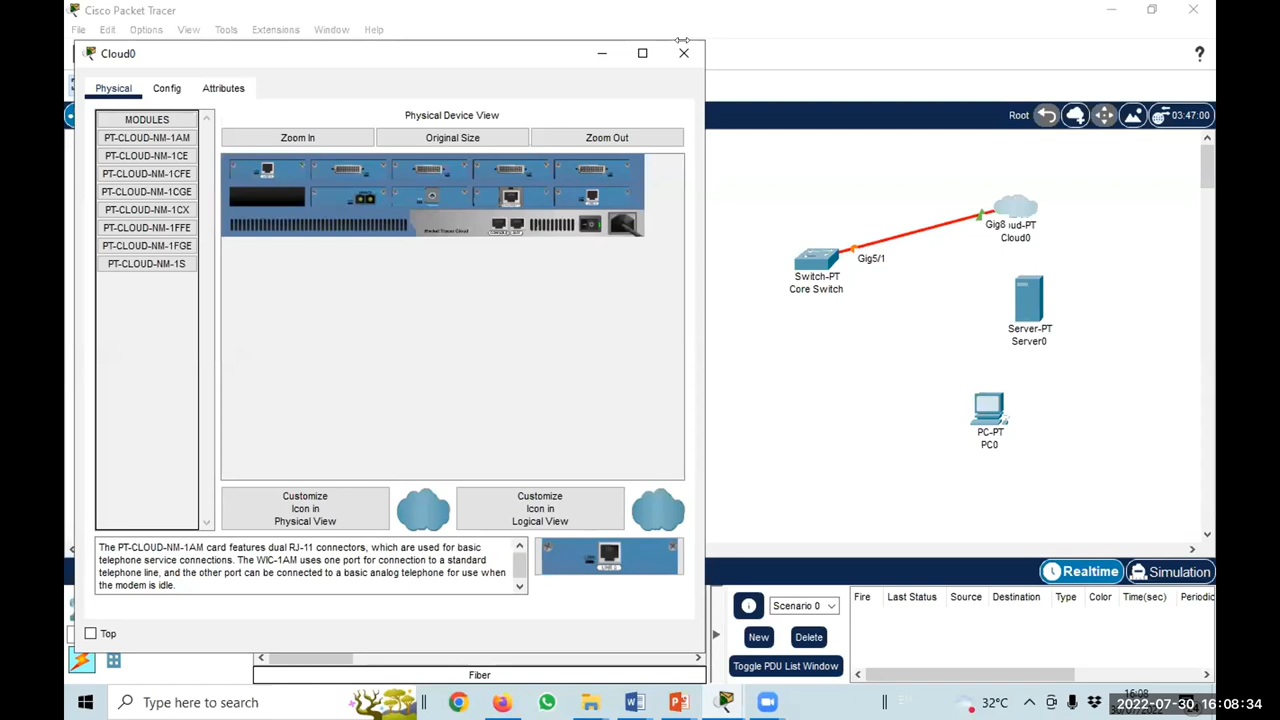 Cisco Packet Tracer
File Edit Options View Tools Extensions Window Help
Cloud0
?
Physical Config Attributes
MODULES
PT-CLOUD-NM-1AM
PT-CLOUD-NM-1CE
PT-CLOUD-NM-1CFE
PT-CLOUD-NM-1CGE
PT-CLOUD-NM-1CX
PT-CLOUD-NM-1FFE
PT-CLOUD-NM-1FGE
PT-CLOUD-NM-1S
Physical Device View
Zoom In Original Size Zoom Out
Packet Tracer Cloud
Customize
Icon in
Physical View
Customize
Icon in
Logical View
The PT-CLOUD-NM-1AM card features dual RJ-11 connectors, which are used for basic
telephone service connections. The WIC-1AM uses one port for connection to a standard
telephone line, and the other port can be connected to a basic analog telephone for use when
the modem is idle.
Top
Root 03:47:00
Gig8 ud-PT
Cloud0
Gig5/1
Switch-PT
Core Switch
Server-PT
Server0
PC-PT
PC0
Realtime Simulation
Scenario 0
New Delete
Toggle PDU List Window
Fire Last Status Source Destination Type Color Time(sec) Periodic
Fiber
Type here to search
32°C
16:08
2022-07-30 16:08:34